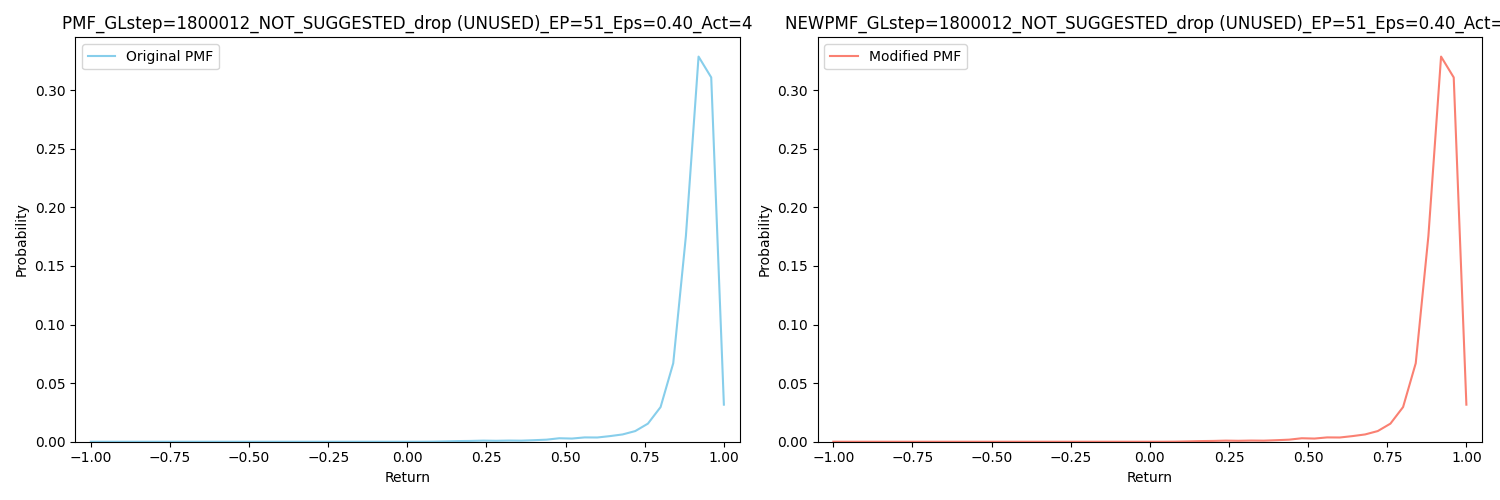 PMF_GLstep=1800012_NOT_SUGGESTED_drop (UNUSED)_EP=51_Eps=0.40_Act=4
Original PMF
Probability
0.30
0.25
0.20
0.15
0.10
0.05
0.00
−1.00 −0.75 −0.50 −0.25 0.00 0.25 0.50 0.75 1.00
Return
NEWPMF_GLstep=1800012_NOT_SUGGESTED_drop (UNUSED)_EP=51_Eps=0.40_Act=
Modified PMF
Probability
0.30
0.25
0.20
0.15
0.10
0.05
0.00
−1.00 −0.75 −0.50 −0.25 0.00 0.25 0.50 0.75 1.00
Return